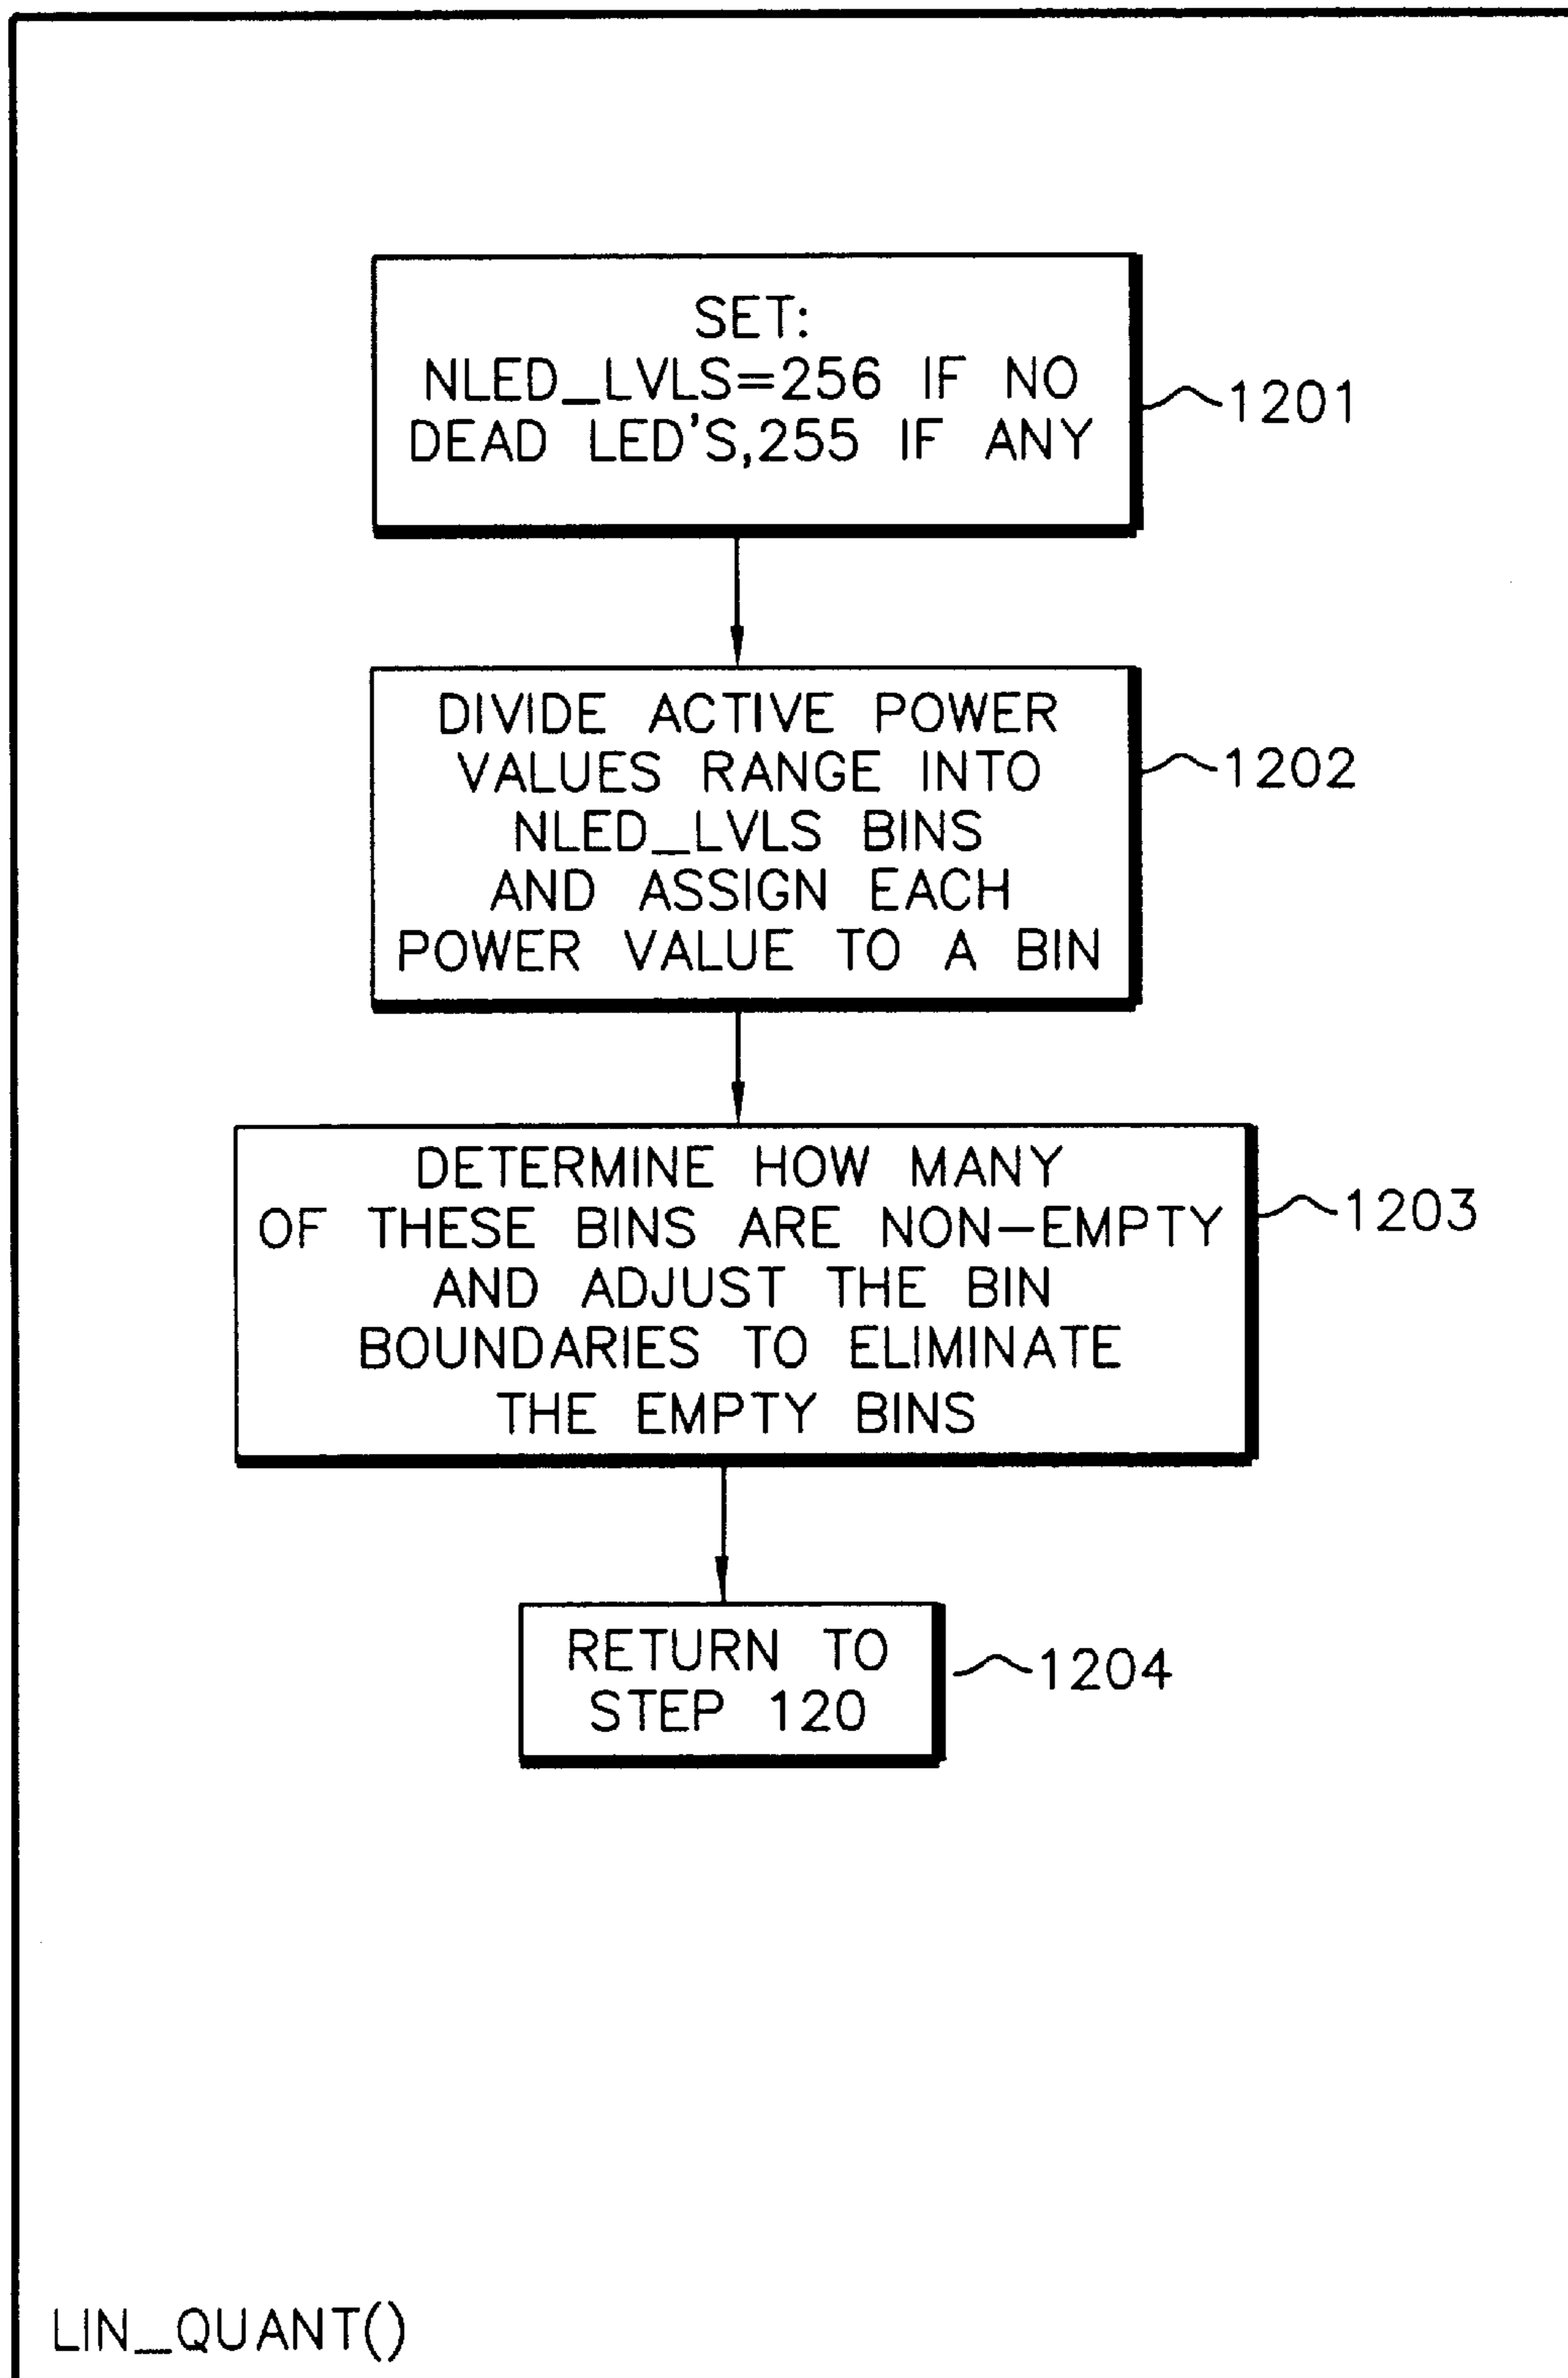 SET:
NLED_LVLS=256 IF NO
DEAD LED'S,255 IF ANY
1201
DIVIDE ACTIVE POWER
VALUES RANGE INTO
NLED_LVLS BINS
AND ASSIGN EACH
POWER VALUE TO A BIN
1202
DETERMINE HOW MANY
OF THESE BINS ARE NON-EMPTY
AND ADJUST THE BIN
BOUNDARIES TO ELIMINATE
THE EMPTY BINS
1203
RETURN TO
STEP 120
1204
LIN_QUANT()